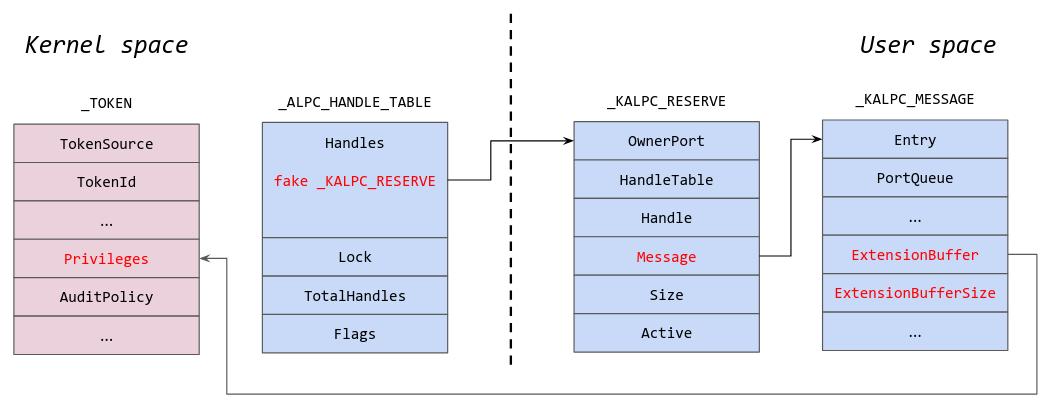 Kernel space
User space
_TOKEN
TokenSource
TokenId
...
Privileges
AuditPolicy
...
_ALPC_HANDLE_TABLE
Handles
fake _KALPC_RESERVE
Lock
TotalHandles
Flags
_KALPC_RESERVE
OwnerPort
HandleTable
Handle
Message
Size
Active
_KALPC_MESSAGE
Entry
PortQueue
...
ExtensionBuffer
ExtensionBufferSize
...